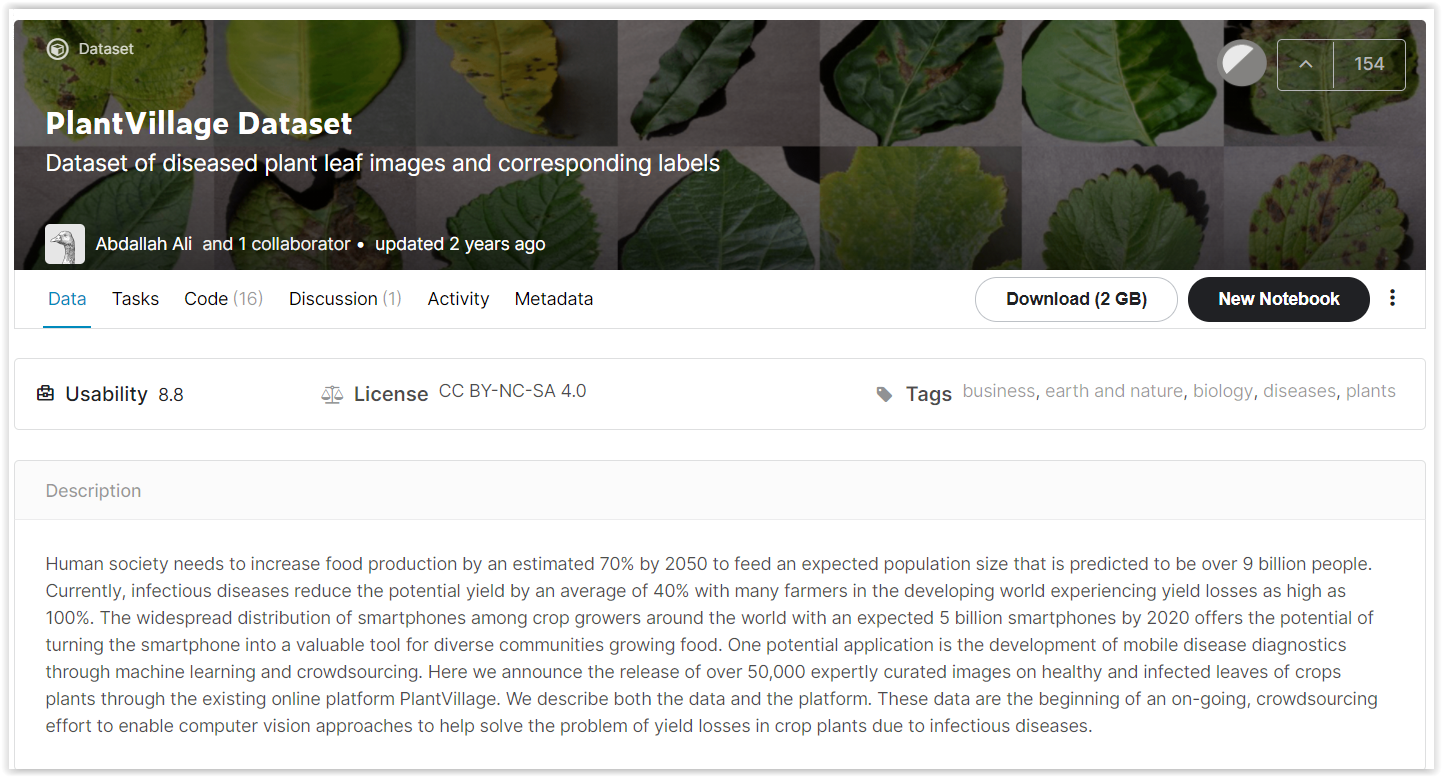 Dataset
154
PlantVillage Dataset
Dataset of diseased plant leaf images and corresponding labels
Abdallah Ali and 1 collaborator • updated 2 years ago
Data Tasks Code (16) Discussion (1) Activity Metadata Download (2 GB) New Notebook
Usability 8.8 License CC BY-NC-SA 4.0 Tags business, earth and nature, biology, diseases, plants
Description
Human society needs to increase food production by an estimated 70% by 2050 to feed an expected population size that is predicted to be over 9 billion people.
Currently, infectious diseases reduce the potential yield by an average of 40% with many farmers in the developing world experiencing yield losses as high as
100%. The widespread distribution of smartphones among crop growers around the world with an expected 5 billion smartphones by 2020 offers the potential of
turning the smartphone into a valuable tool for diverse communities growing food. One potential application is the development of mobile disease diagnostics
through machine learning and crowdsourcing. Here we announce the release of over 50,000 expertly curated images on healthy and infected leaves of crops
plants through the existing online platform PlantVillage. We describe both the data and the platform. These data are the beginning of an on-going, crowdsourcing
effort to enable computer vision approaches to help solve the problem of yield losses in crop plants due to infectious diseases.